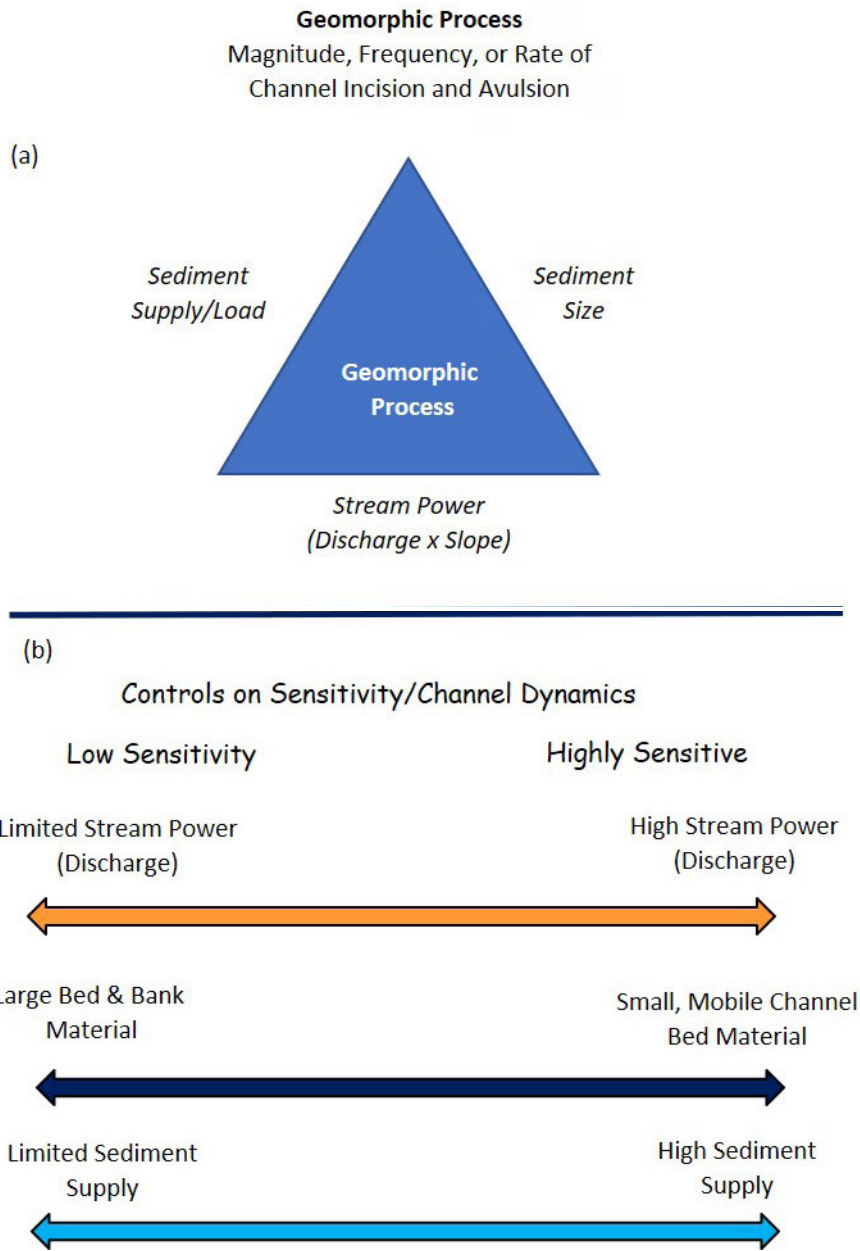 Geomorphic Process
Magnitude, Frequency, or Rate of
Channel Incision and Avulsion
(a)
Sediment
Supply/Load
Sediment
Size
Geomorphic
Process
Stream Power
(Discharge x Slope)
(b)
Controls on Sensitivity/Channel Dynamics
Low Sensitivity
Highly Sensitive
Limited Stream Power
(Discharge)
High Stream Power
(Discharge)
Large Bed & Bank
Material
Small, Mobile Channel
Bed Material
Limited Sediment
Supply
High Sediment
Supply